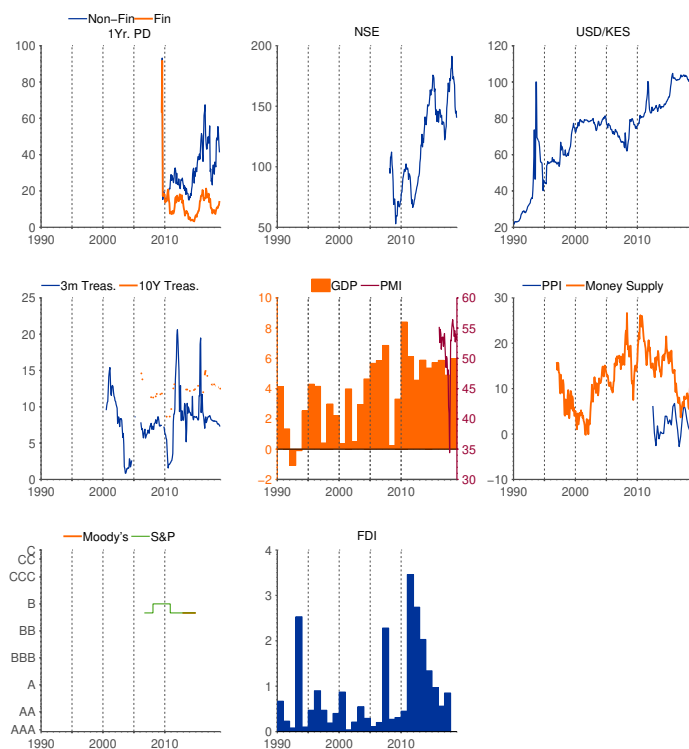 Non−Fin Fin
1Yr. PD
100
80
60
40
20
0
1990 2000 2010
NSE
200
150
100
50
1990 2000 2010
USD/KES
120
100
80
60
40
20
1990 2000 2010
3m Treas. 10Y Treas.
25
20
15
10
5
0
1990 2000 2010
GDP PMI
10 60
8 55
6 50
4 45
2 40
0 35
−2 30
1990 2000 2010
PPI Money Supply
30
20
10
0
−10
1990 2000 2010
Moody's S&P
C
CC
CCC
B
BB
BBB
A
AA
AAA
1990 2000 2010
FDI
4
3
2
1
0
1990 2000 2010